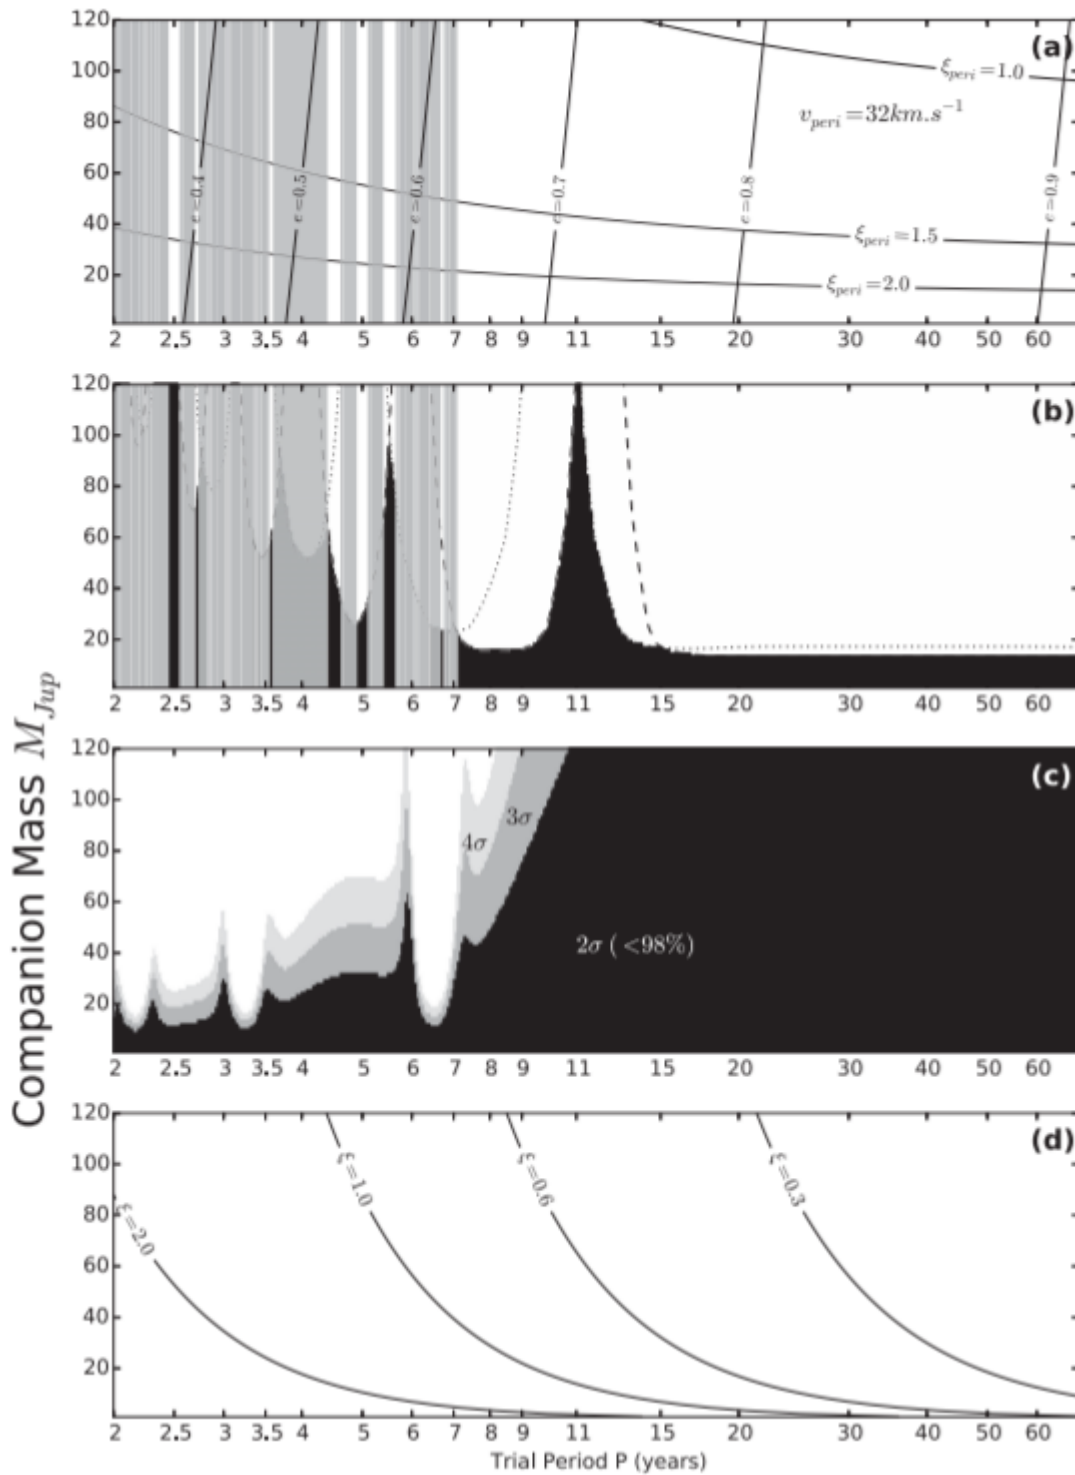 120
100
80
60
40
20
(a)
ξperi=1.0
vperi=32km.s−1
e=0.4
e=0.5
e=0.6
e=0.7
e=0.8
e=0.9
ξperi=1.5
ξperi=2.0
2 2.5 3 3.5 4 5 6 7 8 9 11 15 20 30 40 50 60
120
100
80
60
40
20
(b)
2 2.5 3 3.5 4 5 6 7 8 9 11 15 20 30 40 50 60
Companion Mass MJup
120
100
80
60
40
20
(c)
3σ
4σ
2σ (<98%)
2 2.5 3 3.5 4 5 6 7 8 9 11 15 20 30 40 50 60
120
100
80
60
40
20
(d)
ξ=2.0
ξ=1.0
ξ=0.6
ξ=0.3
2 2.5 3 3.5 4 5 6 7 8 9 11 15 20 30 40 50 60
Trial Period P (years)